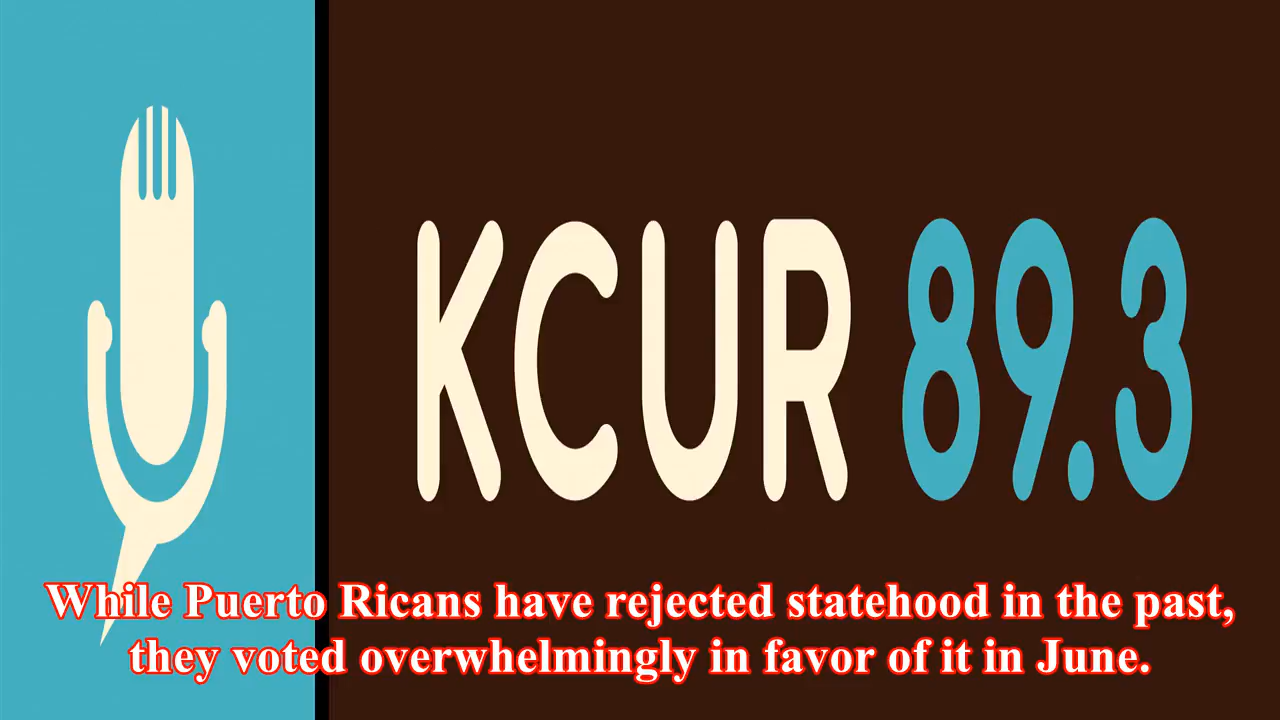 KCUR 89.3
While Puerto Ricans have rejected statehood in the past,
they voted overwhelmingly in favor of it in June.